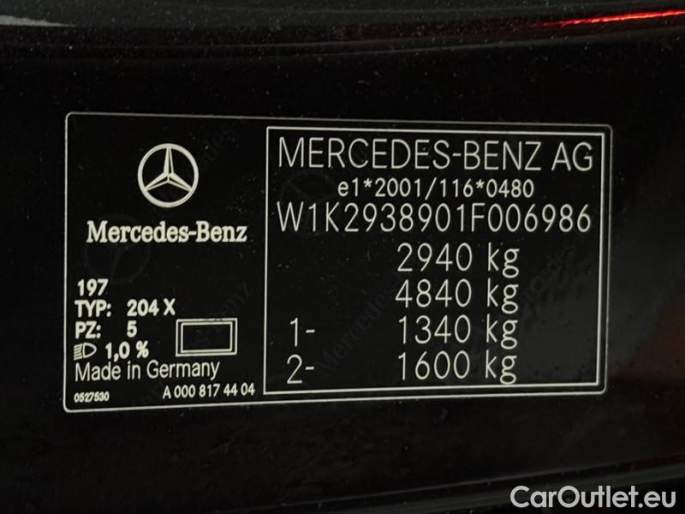 Mercedes-Benz
197
TYP: 204 X
PZ: 5
1,0 %
Made in Germany
0527530
A 000 817 44 04
MERCEDES-BENZ AG
e1*2001/116*0480
W1K2938901F006986
2940 kg
4840 kg
1- 1340 kg
2- 1600 kg
CarOutlet.eu